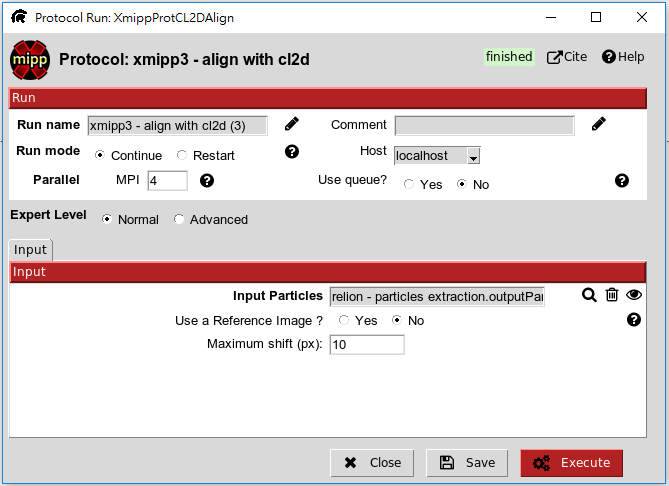 Protocol Run: XmippProtCL2DAlign
mipp
Protocol: xmipp3 - align with cl2d
finished
Cite
Help
Run
Run name xmipp3 - align with cl2d (3) Comment
Run mode Continue Restart Host localhost
Parallel MPI 4 Use queue? Yes No
Expert Level Normal Advanced
Input
Input
Input Particles relion - particles extraction.outputPa
Use a Reference Image ? Yes No
Maximum shift (px): 10
Close Save Execute